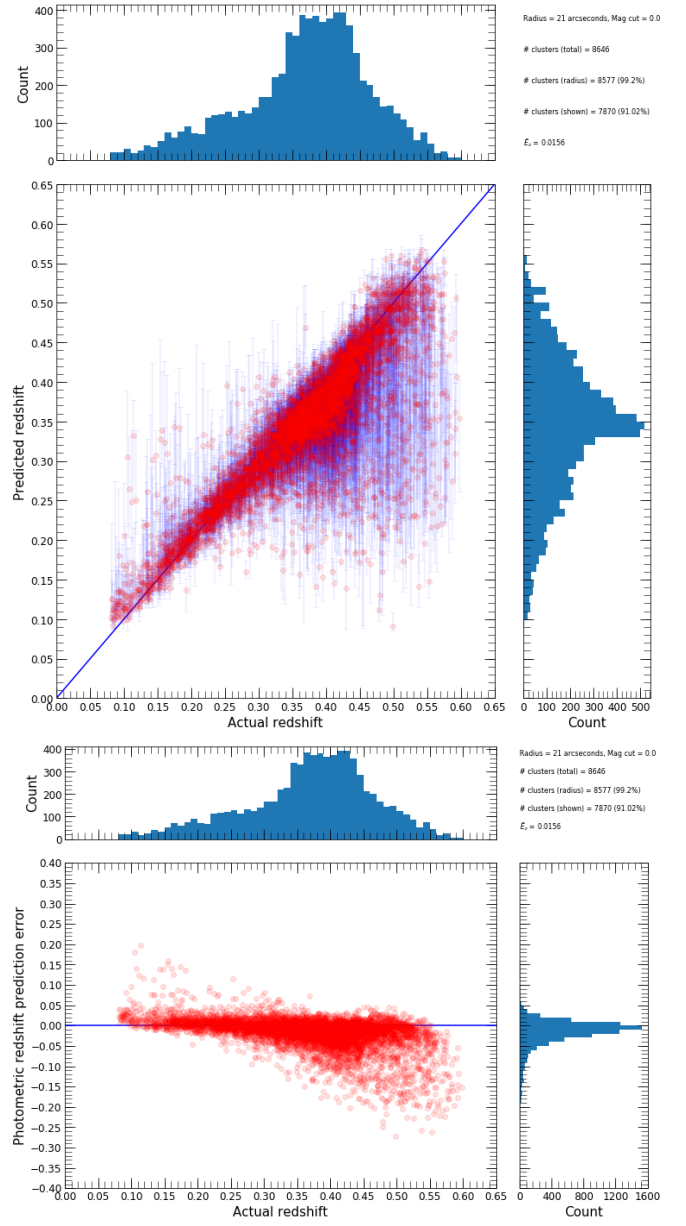 400
300
200
100
0
Count
Radius = 21 arcseconds, Mag cut = 0.0
# clusters (total) = 8646
# clusters (radius) = 8577 (99.2%)
# clusters (shown) = 7870 (91.02%)
Ēz = 0.0156
0.65
0.60
0.55
0.50
0.45
0.40
0.35
0.30
0.25
0.20
0.15
0.10
0.05
0.00
Predicted redshift
0.00 0.05 0.10 0.15 0.20 0.25 0.30 0.35 0.40 0.45 0.50 0.55 0.60 0.65
Actual redshift
0 100 200 300 400 500
Count
400
300
200
100
0
Count
Radius = 21 arcseconds, Mag cut = 0.0
# clusters (total) = 8646
# clusters (radius) = 8577 (99.2%)
# clusters (shown) = 7870 (91.02%)
Ēz = 0.0156
0.40
0.35
0.30
0.25
0.20
0.15
0.10
0.05
0.00
−0.05
−0.10
−0.15
−0.20
−0.25
−0.30
−0.35
−0.40
Photometric redshift prediction error
0.00 0.05 0.10 0.15 0.20 0.25 0.30 0.35 0.40 0.45 0.50 0.55 0.60 0.65
Actual redshift
0 400 800 1200 1600
Count